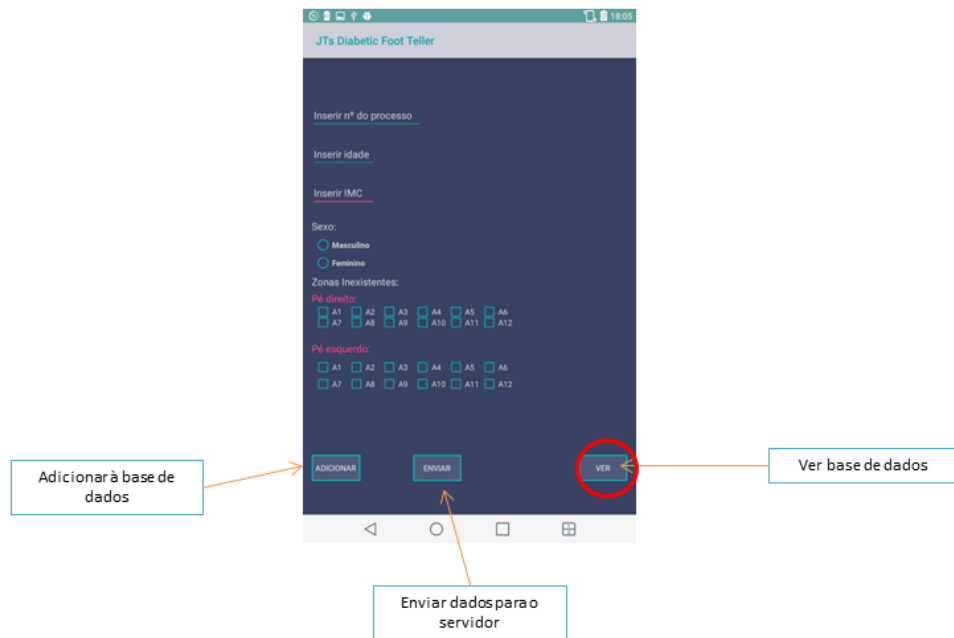 18:05
JTs Diabetic Foot Teller
Inserir nº do processo
Inserir idade
Inserir IMC
Sexo:
Masculino
Feminino
Zonas Inexistentes:
Pé direito:
A1 A2 A3 A4 A5 A6
A7 A8 A9 A10 A11 A12
Pé esquerdo:
A1 A2 A3 A4 A5 A6
A7 A8 A9 A10 A11 A12
ADICIONAR ENVIAR VER
Adicionar à base de
dados
Ver base de dados
Enviar dados para o
servidor